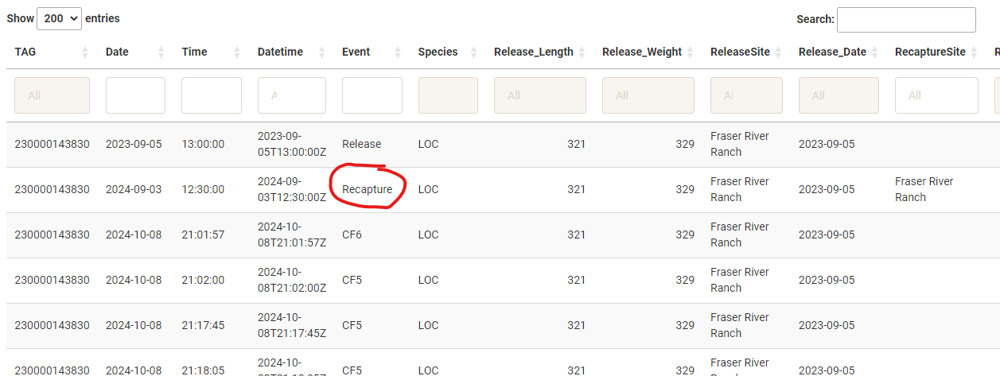 Show 200 entries
Search:
TAG Date Time Datetime Event Species Release_Length Release_Weight ReleaseSite Release_Date RecaptureSite R
All A All All Al All All
230000143830 2023-09-05 13:00:00 2023-09-05T13:00:00Z Release LOC 321 329 Fraser River Ranch 2023-09-05
230000143830 2024-09-03 12:30:00 2024-09-03T12:30:00Z Recapture LOC 321 329 Fraser River Ranch 2023-09-05 Fraser River Ranch
230000143830 2024-10-08 21:01:57 2024-10-08T21:01:57Z CF6 LOC 321 329 Fraser River Ranch 2023-09-05
230000143830 2024-10-08 21:02:00 2024-10-08T21:02:00Z CF5 LOC 321 329 Fraser River Ranch 2023-09-05
230000143830 2024-10-08 21:17:45 2024-10-08T21:17:45Z CF5 LOC 321 329 Fraser River Ranch 2023-09-05
230000143830 2024-10-08 21:18:05 2024-10- CF5 LOC 321 329 Fraser River 2023-09-05